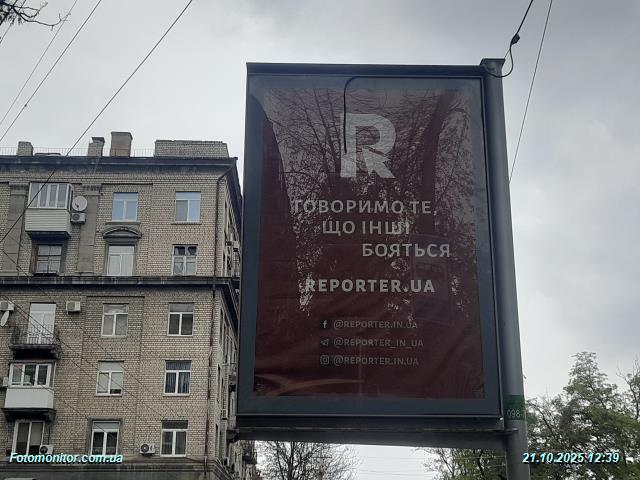 R
ГОВОРИМО ТЕ,
ЩО ІНШІ
БОЯТЬСЯ
REPORTER.UA
@REPORTER.IN.UA
@REPORTER_IN_UA
@REPORTER.IN.UA
098-
Fotomonitor.com.ua
21.10.2025 12:39